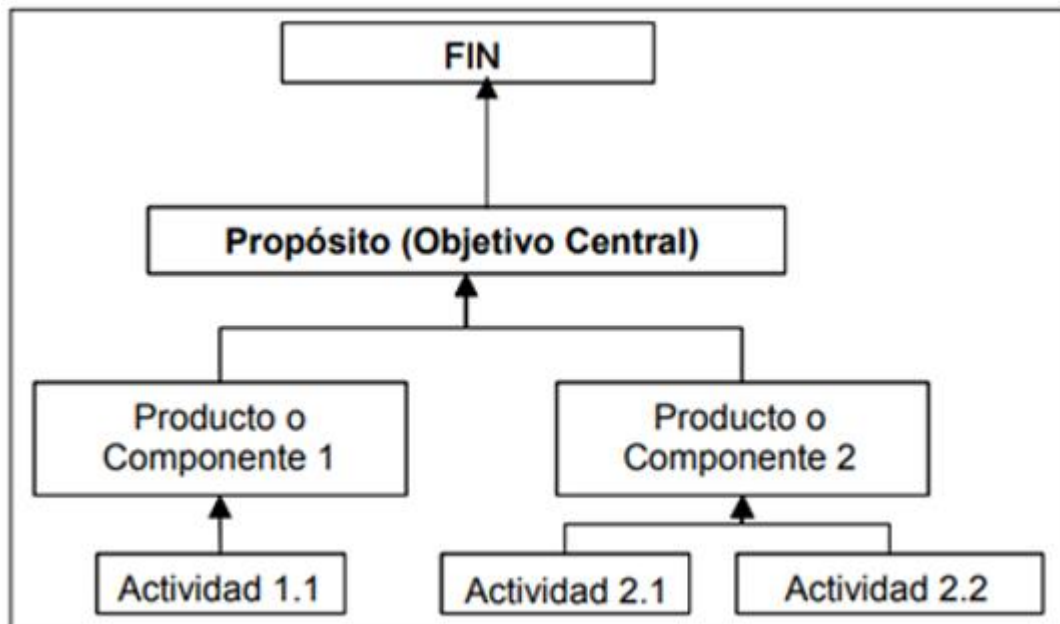 FIN
Propósito (Objetivo Central)
Producto o
Componente 1
Producto o
Componente 2
Actividad 1.1
Actividad 2.1
Actividad 2.2